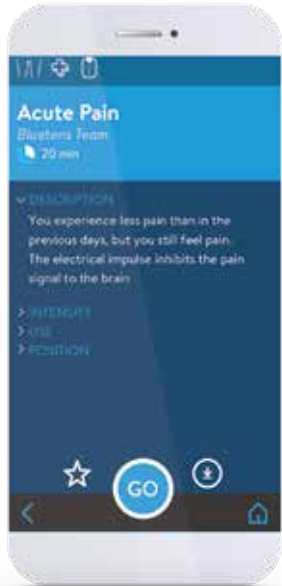 Acute Pain
Bluetens Team
20 min
DESCRIPTION
You experience less pain than in the
previous days, but you still feel pain.
The electrical impulse inhibits the pain
signal to the brain
INTENSITY
USE
POSITION
GO